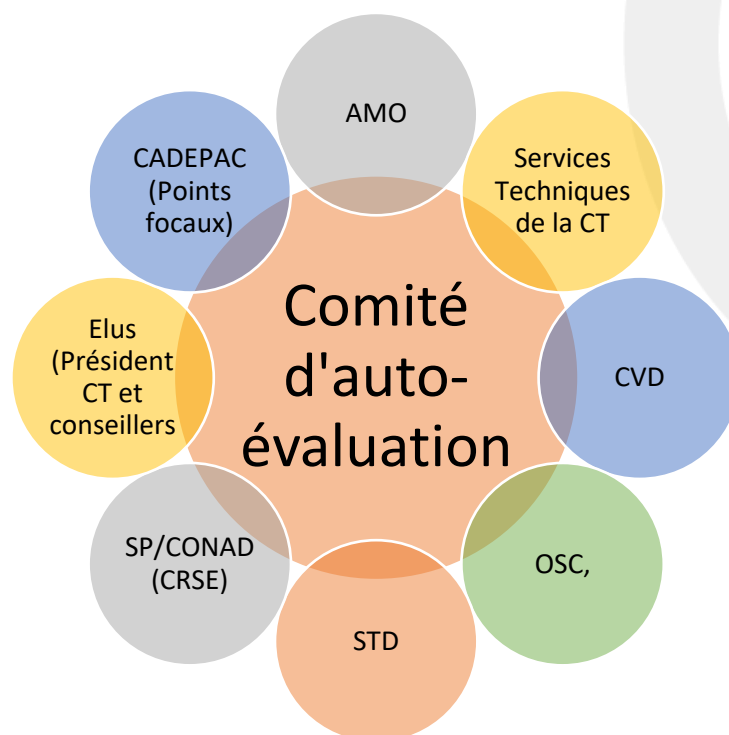 AMO
Services
Techniques
de la CT
CVD
OSC,
STD
SP/CONAD
(CRSE)
Elus
(Président
CT et
conseillers
CADEPAC
(Points
focaux)
Comité
d'auto-
évaluation